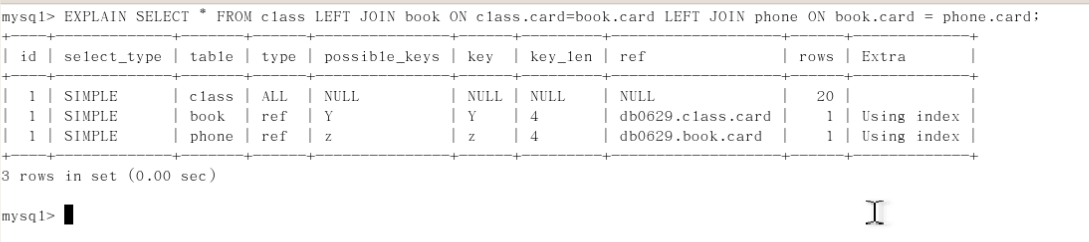 mysql> EXPLAIN SELECT * FROM class LEFT JOIN book ON class.card=book.card LEFT JOIN phone ON book.card = phone.card;
+----+-------------+-------+------+---------------+------+---------+-------------------+------+-------------+
| id | select_type | table | type | possible_keys | key | key_len | ref | rows | Extra |
+----+-------------+-------+------+---------------+------+---------+-------------------+------+-------------+
| 1 | SIMPLE | class | ALL | NULL | NULL | NULL | NULL | 20 | |
| 1 | SIMPLE | book | ref | Y | Y | 4 | db0629.class.card | 1 | Using index |
| 1 | SIMPLE | phone | ref | z | z | 4 | db0629.book.card | 1 | Using index |
+----+-------------+-------+------+---------------+------+---------+-------------------+------+-------------+
3 rows in set (0.00 sec)
mysql>